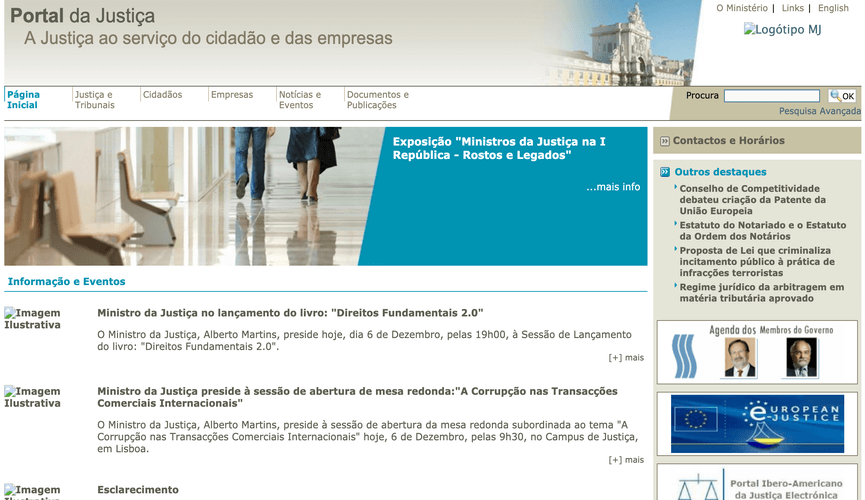 Portal da Justiça
A Justiça ao serviço do cidadão e das empresas
O Ministério | Links | English
Logótipo MJ
Página
Inicial
Justiça e
Tribunais
Cidadãos
Empresas
Notícias e
Eventos
Documentos e
Publicações
Procura
OK
Pesquisa Avançada
Exposição "Ministros da Justiça na I
República - Rostos e Legados"
...mais info
Informação e Eventos
Imagem
Ilustrativa
Ministro da Justiça no lançamento do livro: "Direitos Fundamentais 2.0"
O Ministro da Justiça, Alberto Martins, preside hoje, dia 6 de Dezembro, pelas 19h00, à Sessão de Lançamento
do livro: "Direitos Fundamentais 2.0".
[+] mais
Imagem
Ilustrativa
Ministro da Justiça preside à sessão de abertura de mesa redonda:"A Corrupção nas Transacções
Comerciais Internacionais"
O Ministro da Justiça, Alberto Martins, preside à sessão de abertura da mesa redonda subordinada ao tema "A
Corrupção nas Transacções Comerciais Internacionais" hoje, 6 de Dezembro, pelas 9h30, no Campus de Justiça,
em Lisboa.
[+] mais
Imagem
Ilustrativa
Esclarecimento
Contactos e Horários
Outros destaques
Conselho de Competitividade
debateu criação da Patente da
União Europeia
Estatuto do Notariado e o Estatuto
da Ordem dos Notários
Proposta de Lei que criminaliza
incitamento público à prática de
infracções terroristas
Regime jurídico da arbitragem em
matéria tributária aprovado
Agenda dos Membros do Governo
EUROPEAN
e-JUSTICE
Portal Ibero-Americano
da Justiça Electrónica